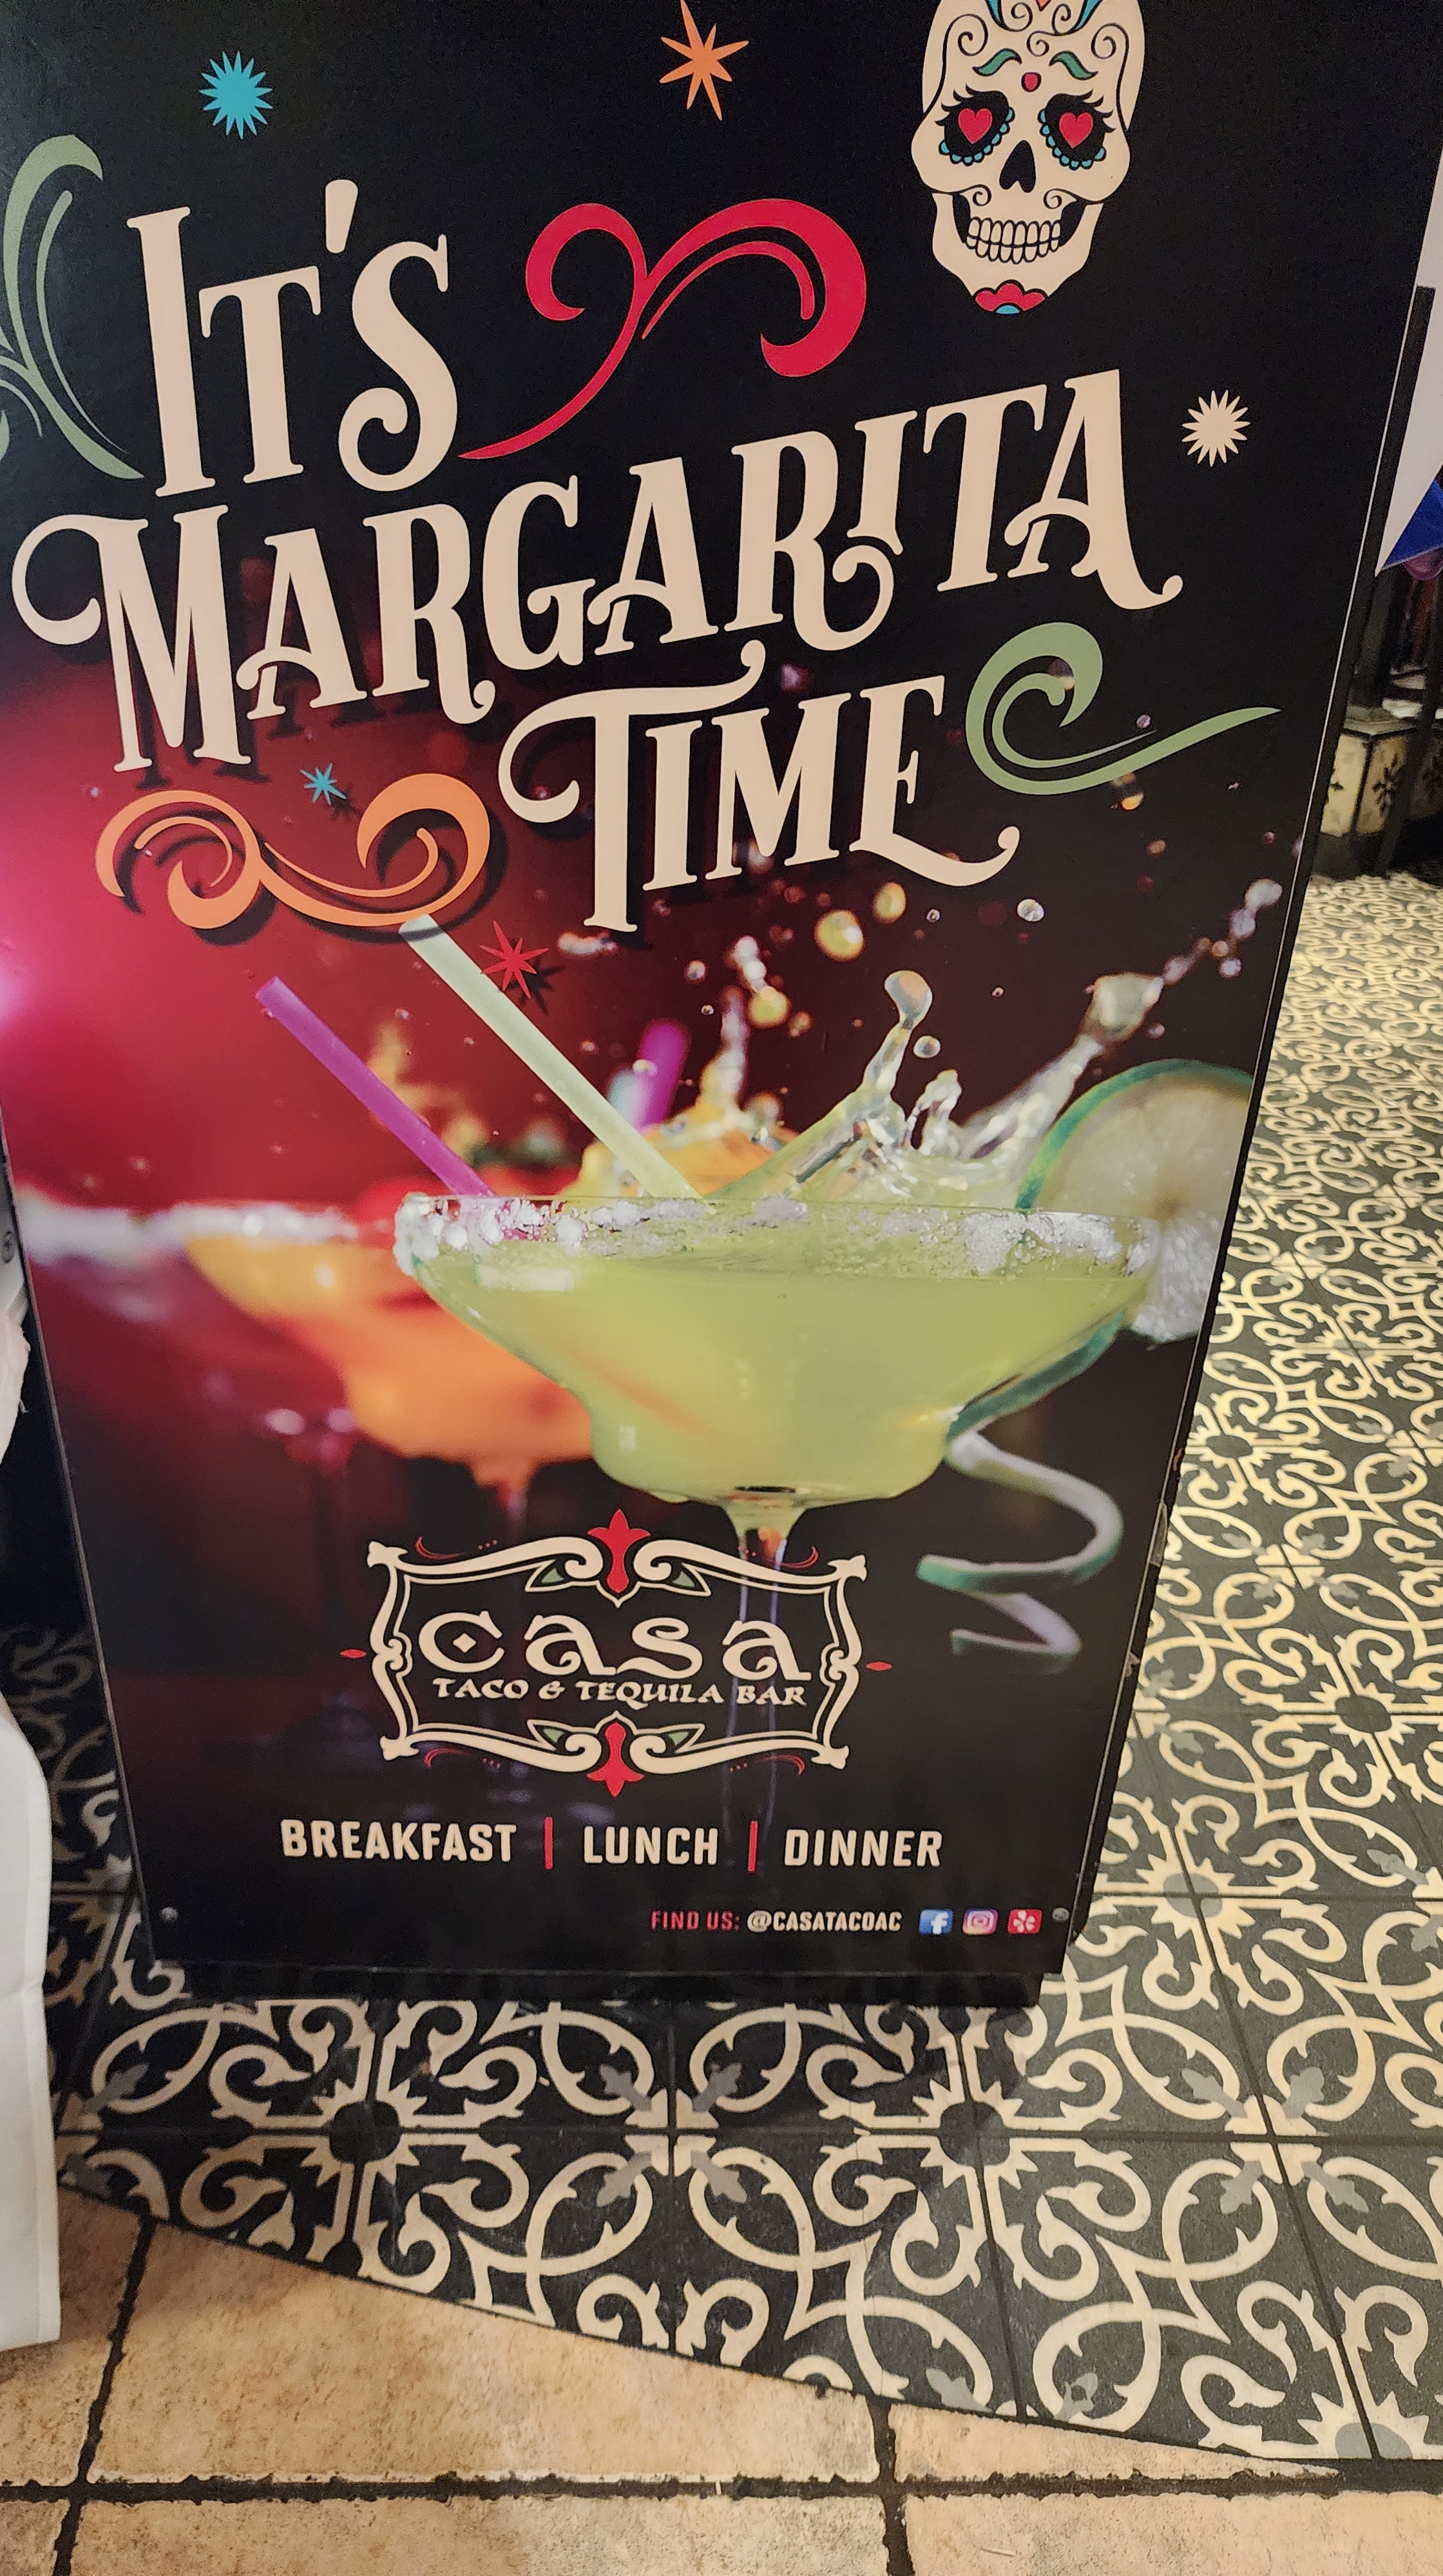 It's
Margarita
Time
casa
TACO & TEQUILA BAR
BREAKFAST | LUNCH | DINNER
FIND US: @CASATACOAC